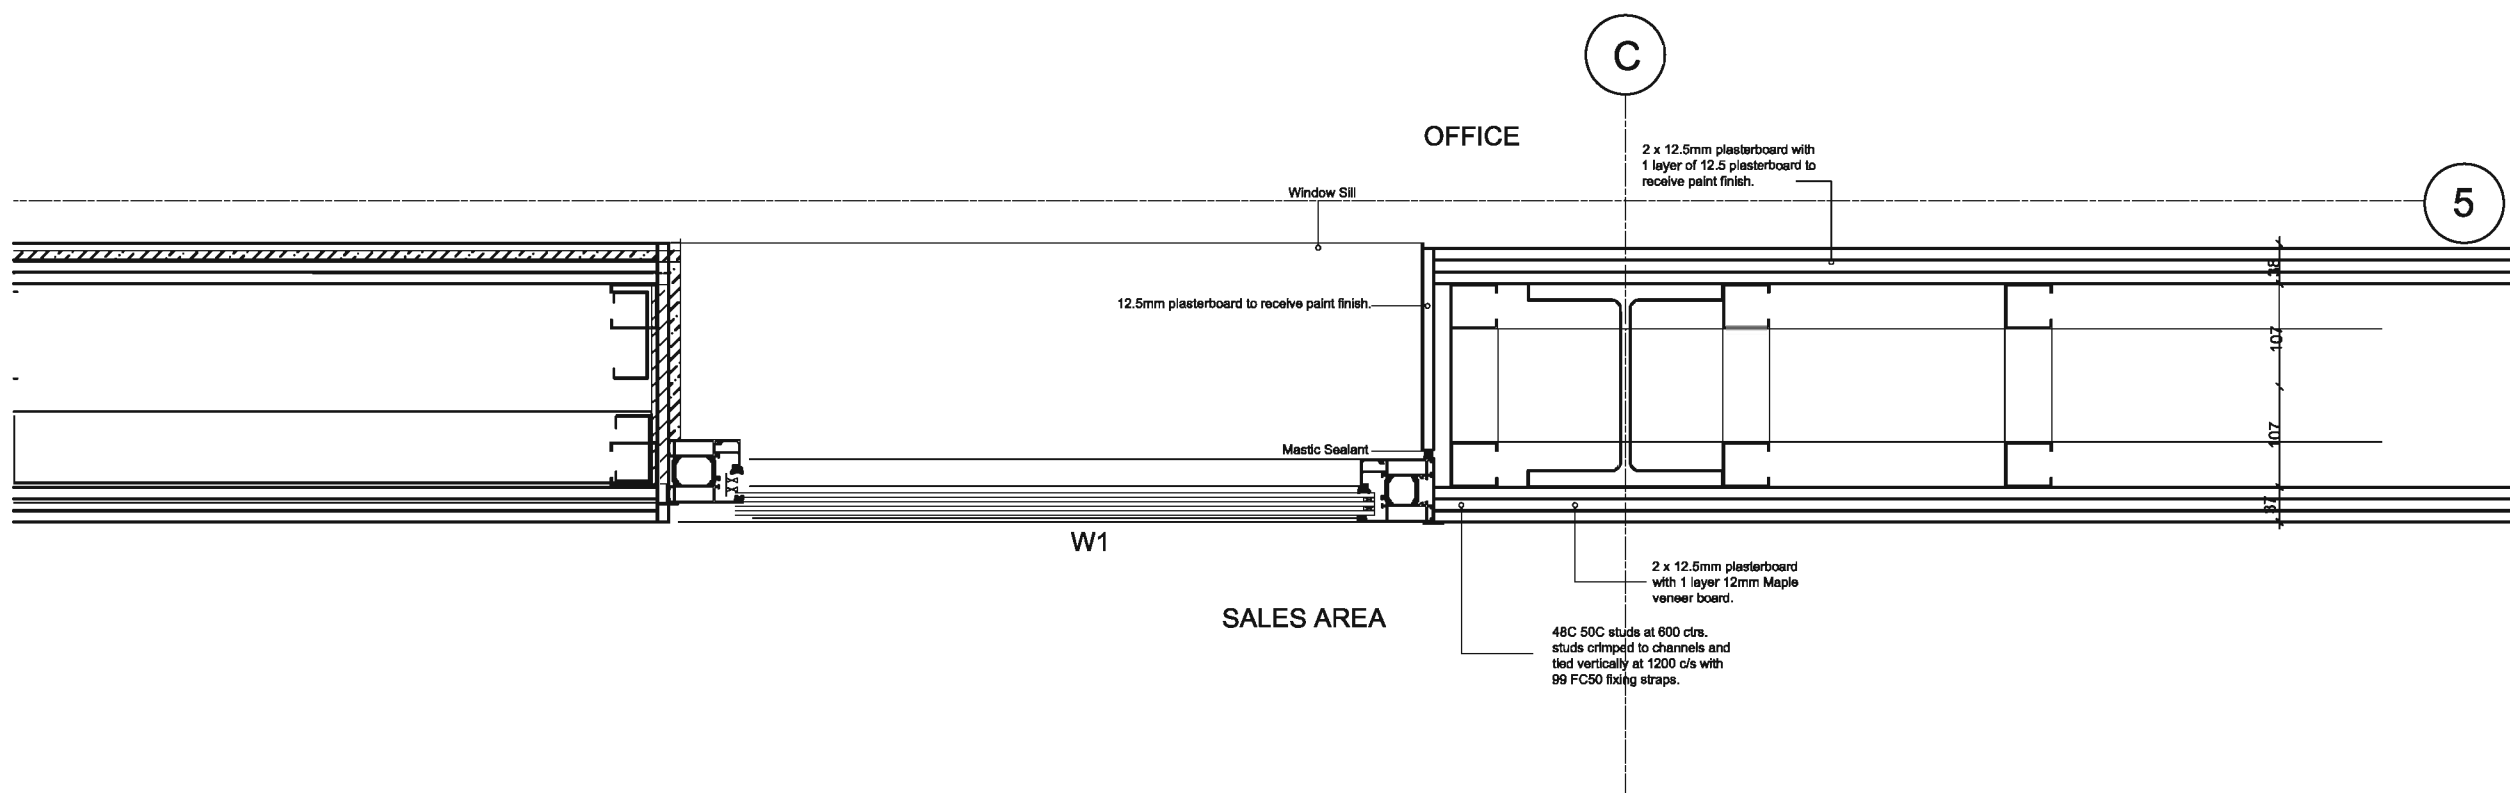 C
OFFICE
2 x 12.5mm plasterboard with
1 layer of 12.5 plasterboard to
receive paint finish.
Window Sill
5
38
12.5mm plasterboard to receive paint finish.
107
107
Mastic Sealant
37
W1
2 x 12.5mm plasterboard
with 1 layer 12mm Maple
veneer board.
SALES AREA
48C 50C studs at 600 ctrs.
studs crimped to channels and
tied vertically at 1200 c/s with
99 FC50 fixing straps.